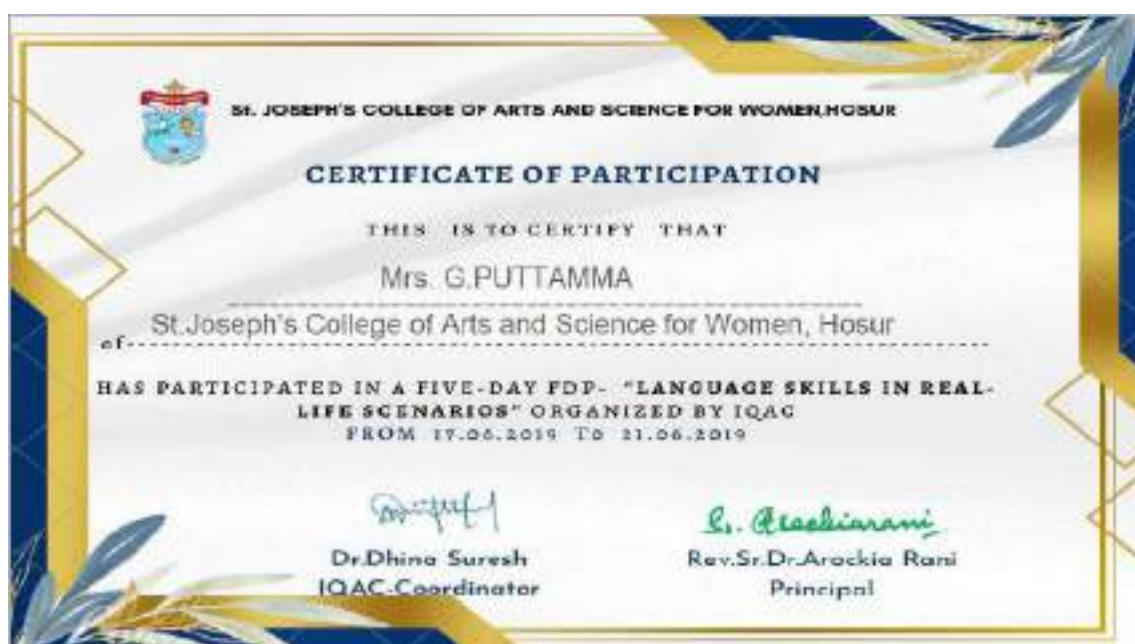 St. JOSEPH'S COLLEGE OF ARTS AND SCIENCE FOR WOMEN,HOSUR
CERTIFICATE OF PARTICIPATION
THIS IS TO CERTIFY THAT
Mrs. G.PUTTAMMA
of St.Joseph's College of Arts and Science for Women, Hosur
HAS PARTICIPATED IN A FIVE-DAY FDP- “LANGUAGE SKILLS IN REAL-
LIFE SCENARIOS” ORGANIZED BY IQAC
FROM 17.06.2019 To 21.06.2019
Dr.Dhina Suresh
IQAC-Coordinator
Rev.Sr.Dr.Arockia Rani
Principal